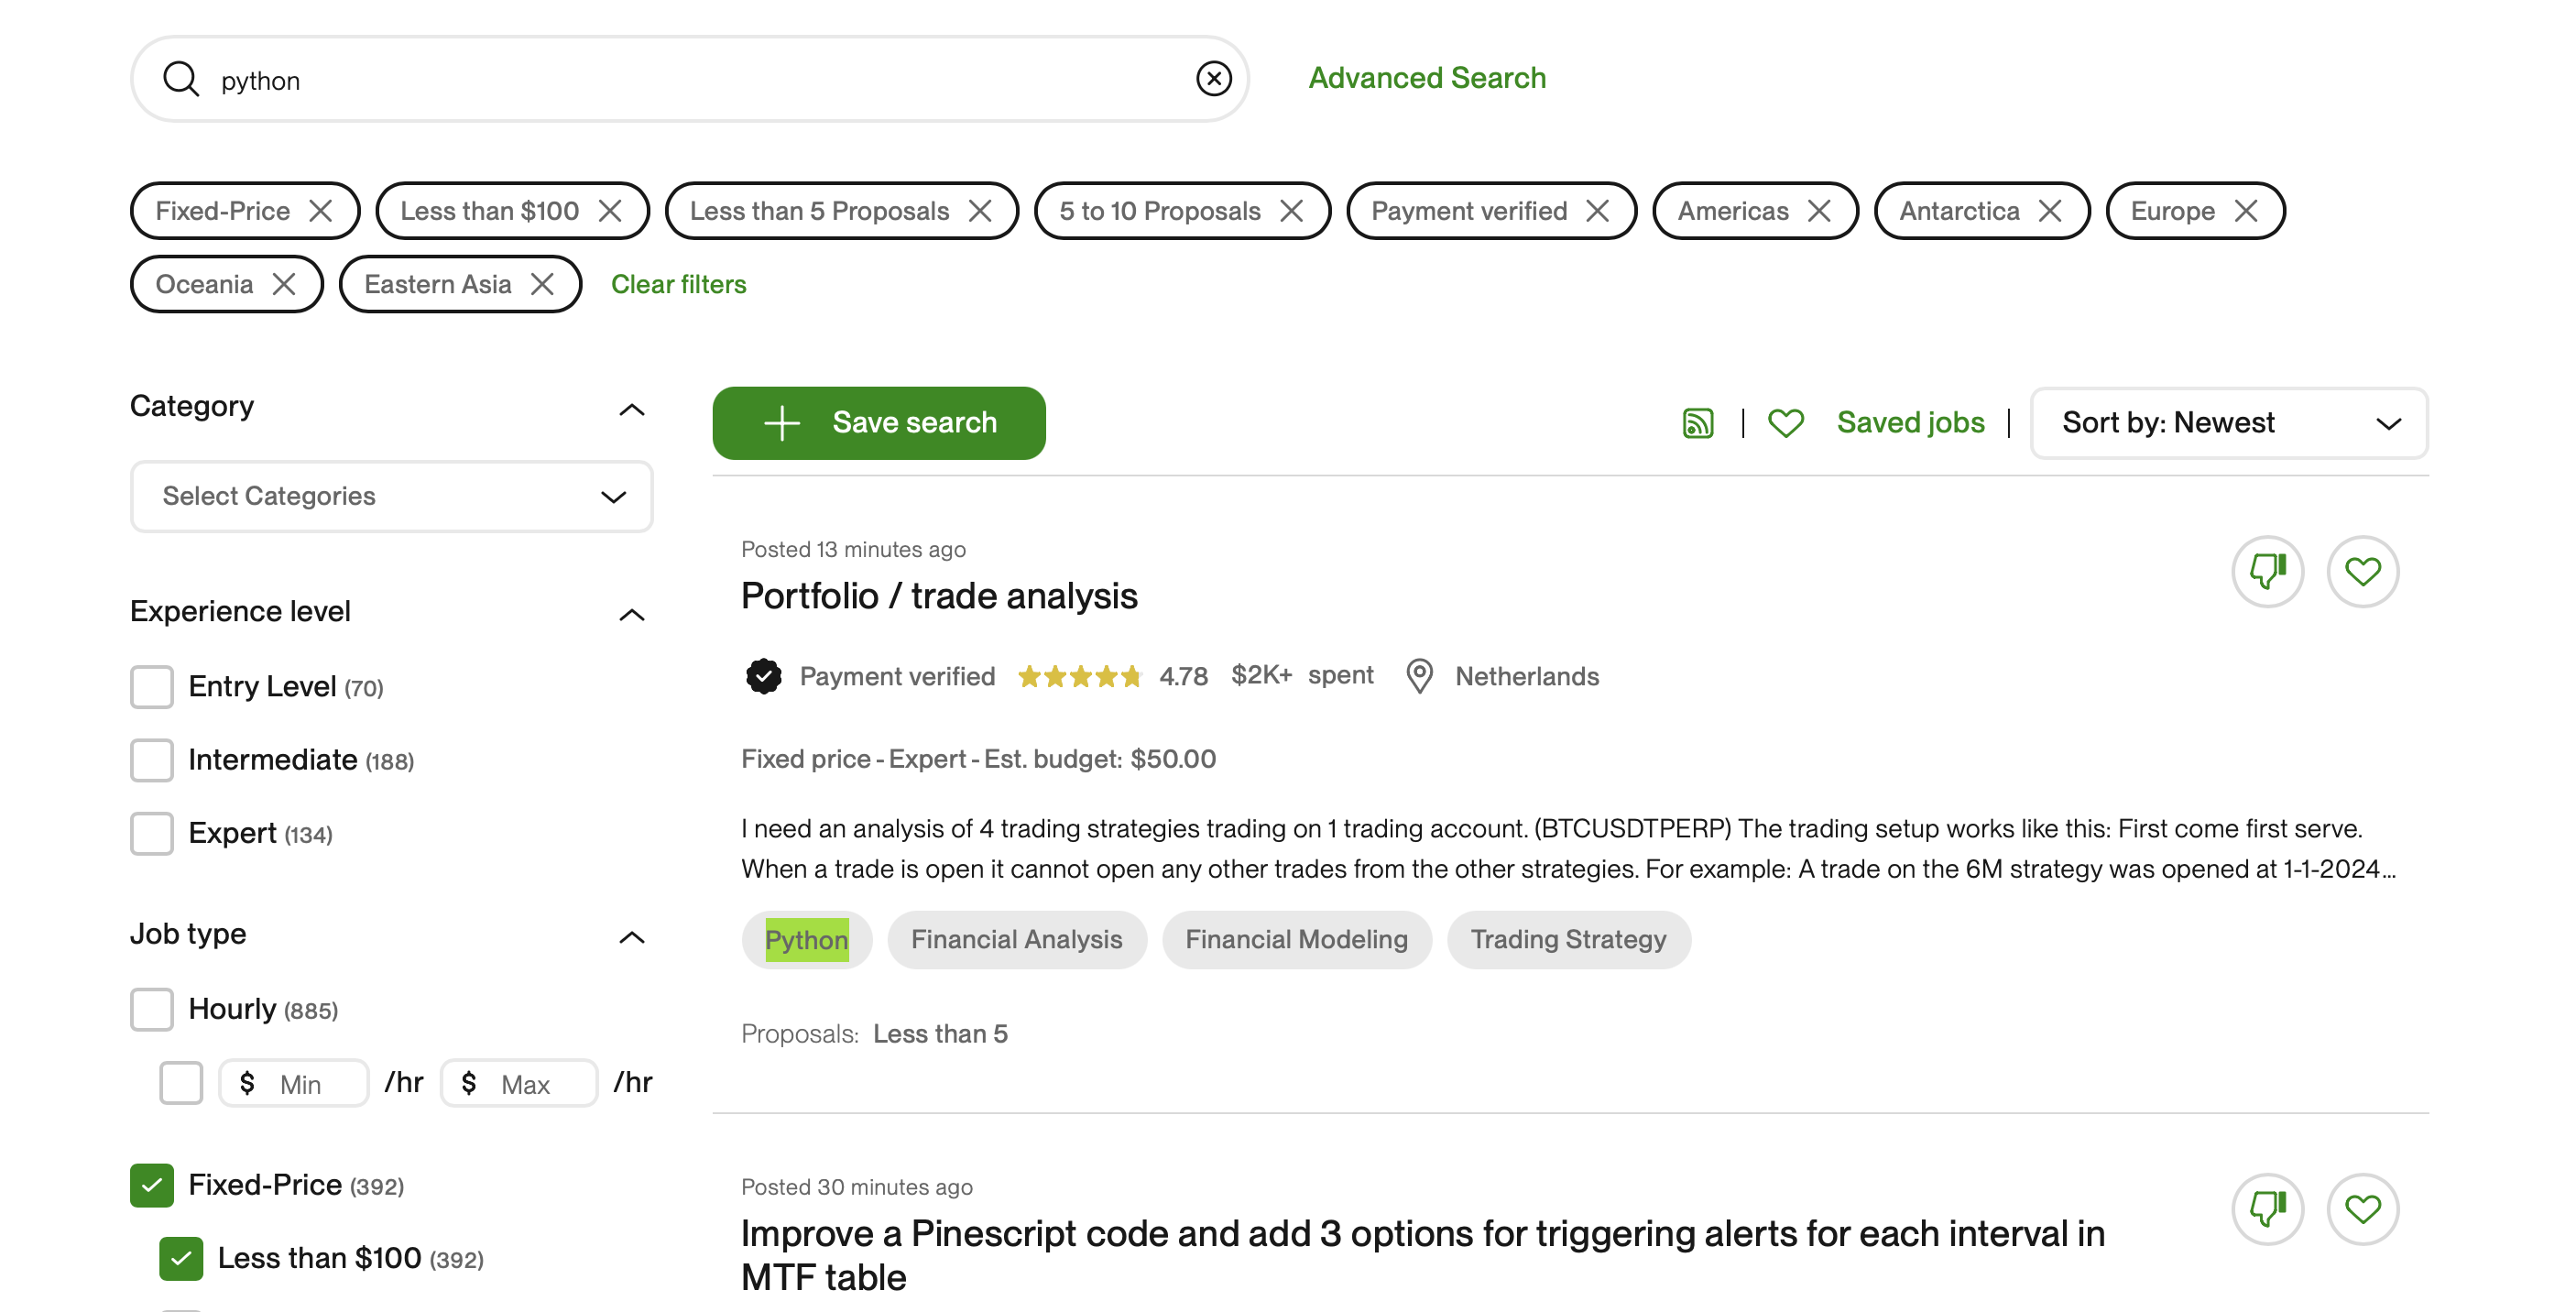 python
Advanced Search
Fixed-Price
Less than $100
Less than 5 Proposals
5 to 10 Proposals
Payment verified
Americas
Antarctica
Europe
Oceania
Eastern Asia
Clear filters
Category
Select Categories
Experience level
Entry Level (70)
Intermediate (188)
Expert (134)
Job type
Hourly (885)
$ Min /hr $ Max /hr
Fixed-Price (392)
Less than $100 (392)
Save search
Saved jobs
Sort by: Newest
Posted 13 minutes ago
Portfolio / trade analysis
Payment verified 4.78 $2K+ spent Netherlands
Fixed price - Expert - Est. budget: $50.00
I need an analysis of 4 trading strategies trading on 1 trading account. (BTCUSDTPERP) The trading setup works like this: First come first serve.
When a trade is open it cannot open any other trades from the other strategies. For example: A trade on the 6M strategy was opened at 1-1-2024...
Python
Financial Analysis
Financial Modeling
Trading Strategy
Proposals: Less than 5
Posted 30 minutes ago
Improve a Pinescript code and add 3 options for triggering alerts for each interval in
MTF table